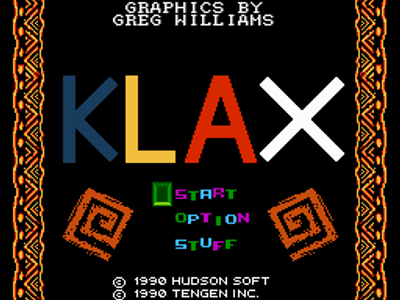 GRAPHICS BY
GREG WILLIAMS
KLAX
START
OPTION
STUFF
© 1990 HUDSON SOFT
© 1990 TENGEN INC.